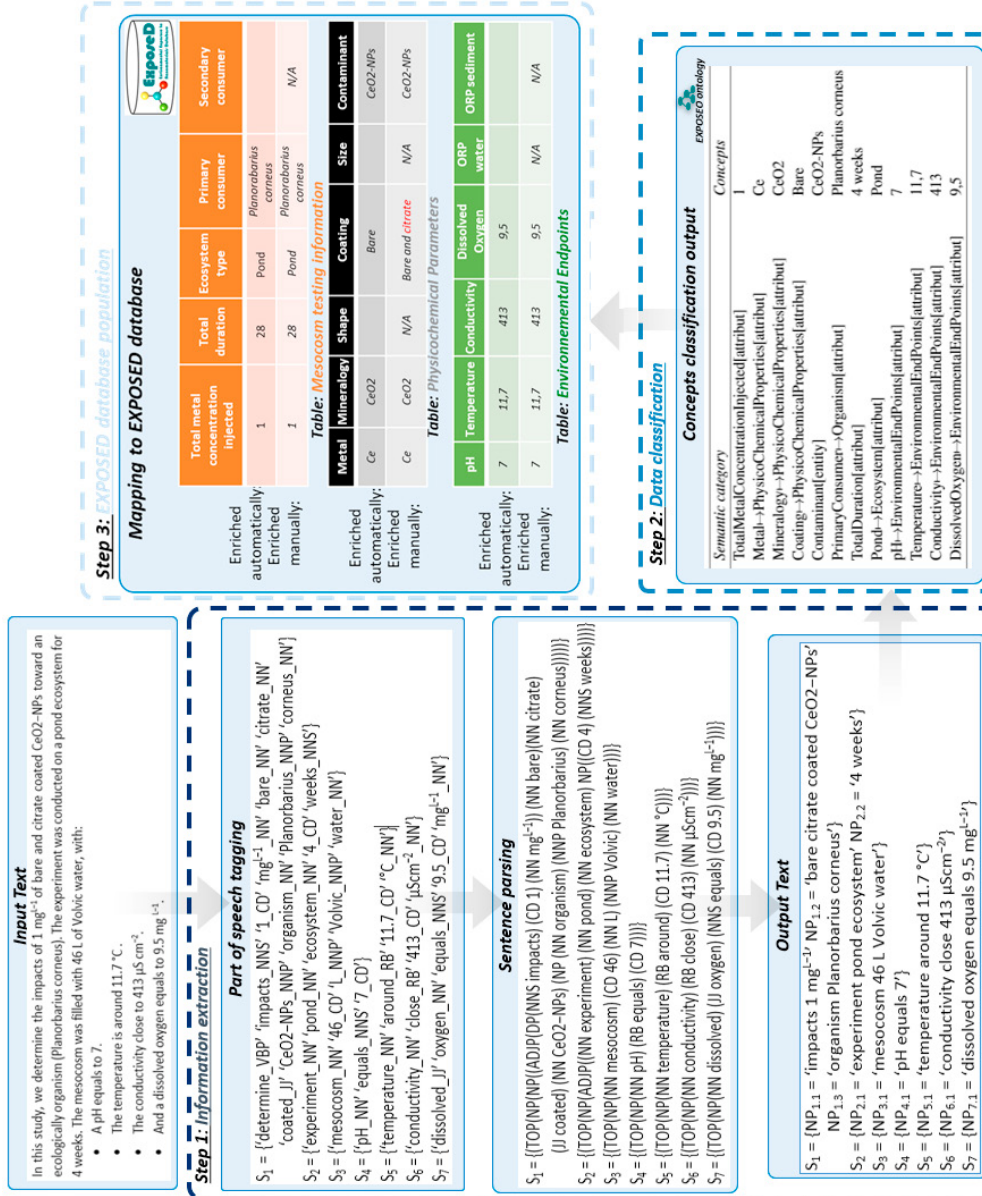 Input Text
In this study, we determine the impacts of 1 mg^L−1 of bare and citrate coated CeO2–NPs toward an
ecologically organism (Planorbarius corneus). The experiment was conducted on a pond ecosystem for
4 weeks. The mesocosm was filled with 46 L of Volvic water, with:
• A pH equals to 7.
• The temperature is around 11.7 °C.
• The conductivity close to 413 µS cm⁻².
• And a dissolved oxygen equals to 9.5 mg L-1.
Step 1: Information extraction
Part of speech tagging
S1 = {‘determine_VBP’ ‘impacts_NNS’ ‘1_CD’ ‘mg^L−1_NN’ ‘bare_NN’ ‘citrate_NN’
‘coated_JJ’ ‘CeO2–NPs_NNP’ ‘organism_NN’ ‘Planorbarius_NNP’ ‘corneus_NN’]
S2 = {‘experiment_NN’ ‘pond_NN’ ‘ecosystem_NN’ ‘4_CD’ ‘weeks_NNS’}
S3 = {‘mesocosm_NN’ ‘46_CD’ ‘L_NNP’ ‘Volvic_NNP’ ‘water_NN’}
S4 = {‘pH_NN’ ‘equals_NNS’ ‘7_CD’}
S5 = {‘temperature_NN’ ‘around_RB’ ‘11.7_CD’ ‘°C_NN’]
S6 = {‘conductivity_NN’ ‘close_RB’ ‘413_CD’ ‘µScm⁻²_NN’}
S7 = {‘dissolved_JJ’ ‘oxygen_NN’ ‘equals_NNS’ ‘9.5_CD’ ‘mg^L−1_NN’}
Sentence parsing
S1 = {(TOP(NP(NP((ADJP(DP(NNS impacts) (CD 1) (NN mg^L−1)) (NN bare)(NN citrate)
(JJ coated) (NN CeO2–NPs) (NP (NN organism) (NNP Planorbarius) (NN corneus))))))}
S2 = {(TOP(NP(ADJP((NN experiment) (NN pond) (NN ecosystem) NP((CD 4) (NNS weeks)))))}
S3 = {(TOP(NP(NN mesocosm) (CD 46) (NN L) (NNP Volvic) (NN water))))}
S4 = {(TOP(NP(NN pH) (RB equals) (CD 7))))}
S5 = {(TOP(NP(NN temperature) (RB around) (CD 11.7) (NN °C))))}
S6 = {(TOP(NP(NN conductivity) (RB close) (CD 413) (NN µScm⁻²))))}
S7 = {(TOP(NP(NN dissolved) (JJ oxygen) (NNS equals) (CD 9.5) (NN mg^L−1))))}
Output Text
S1 = {NP1.1 = ‘impacts 1 mg^L−1’ NP1.2 = ‘bare citrate coated CeO2–NPs’
NP1.3 = ‘organism Planorbarius corneus’}
S2 = {NP2.1 = ‘experiment pond ecosystem’ NP2.2 = ‘4 weeks’}
S3 = {NP3.1 = ‘mesocosm 46 L Volvic water’}
S4 = {NP4.1 = ‘pH equals 7’}
S5 = {NP5.1 = ‘temperature around 11.7 °C’}
S6 = {NP6.1 = ‘conductivity close 413 µScm⁻²’}
S7 = {NP7.1 = ‘dissolved oxygen equals 9.5 mg^L−1’}
Step 2: Data classification
Concepts classification output
EXPOSEO ontology
Semantic category Concepts
TotalMetalConcentrationInjected[attribut] 1
Metal↦PhysicoChemicalProperties[attribut] Ce
Mineralogy↦PhysicoChemicalProperties[attribut] CeO2
Coating↦PhysicoChemicalProperties[attribut] Bare
Contaminant[entity] CeO2-NPs
PrimaryConsumer↦Organism[attribut] Planorbarius corneus
TotalDuration[attribut] 4 weeks
Pond↦Ecosystem[attribut] Pond
pH↦EnvironmentalEndPoints[attribut] 7
Temperature↦EnvironmentalEndPoints[attribut] 11,7
Conductivity↦EnvironmentalEndPoints[attribut] 413
DissolvedOxygen↦EnvironmentalEndPoints[attribut] 9,5
Step 3: EXPOSED database population
Mapping to EXPOSED database
ExposeD
Total metal concentration injected Total duration Ecosystem type Primary consumer Secondary consumer
Enriched automatically: 1 28 Pond Planorabarius corneus
Enriched manually: 1 28 Pond Planorabarius corneus N/A
Table: Mesocosm testing information
Metal Mineralogy Shape Coating Size Contaminant
Enriched automatically: Ce CeO2 Bare CeO2-NPs
Enriched manually: Ce CeO2 N/A Bare and citrate N/A CeO2-NPs
Table: Physicochemical Parameters
pH Temperature Conductivity Dissolved Oxygen ORP water ORP sediment
Enriched automatically: 7 11,7 413 9,5
Enriched manually: 7 11,7 413 9,5 N/A
Table: Environnemental Endpoints